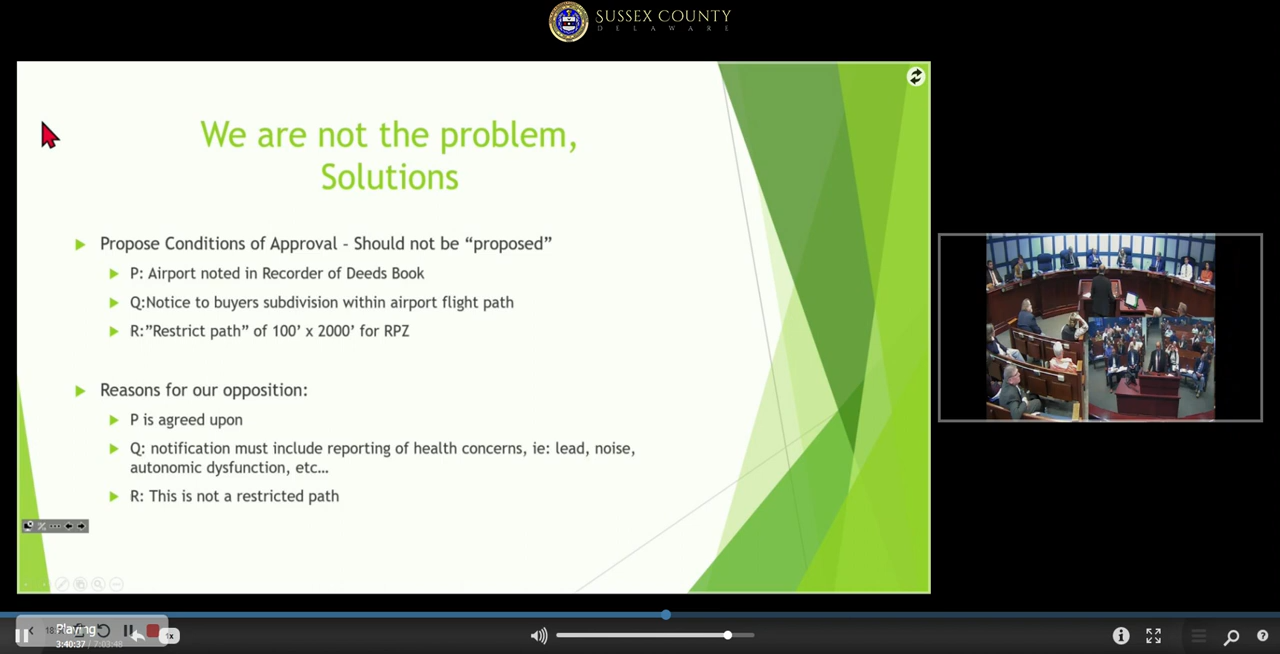 SUSSEX COUNTY
DELAWARE
We are not the problem,
Solutions
Propose Conditions of Approval - Should not be “proposed”
P: Airport noted in Recorder of Deeds Book
Q:Notice to buyers subdivision within airport flight path
R:”Restrict path” of 100’ x 2000’ for RPZ
Reasons for our opposition:
P is agreed upon
Q: notification must include reporting of health concerns, ie: lead, noise,
autonomic dysfunction, etc…
R: This is not a restricted path
Playing
1x
3:40:37 / 7:03:48